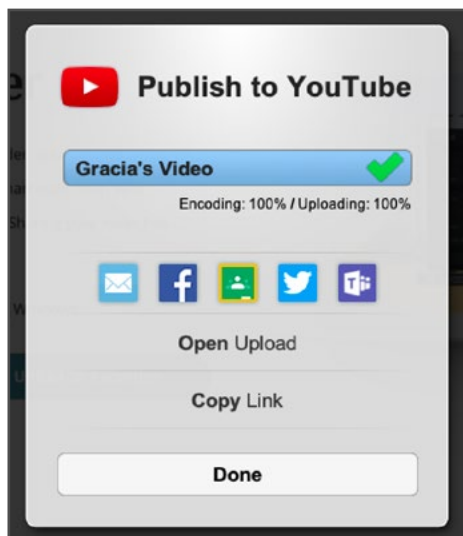 Publish to YouTube
Gracia's Video
Encoding: 100% / Uploading: 100%
Open Upload
Copy Link
Done